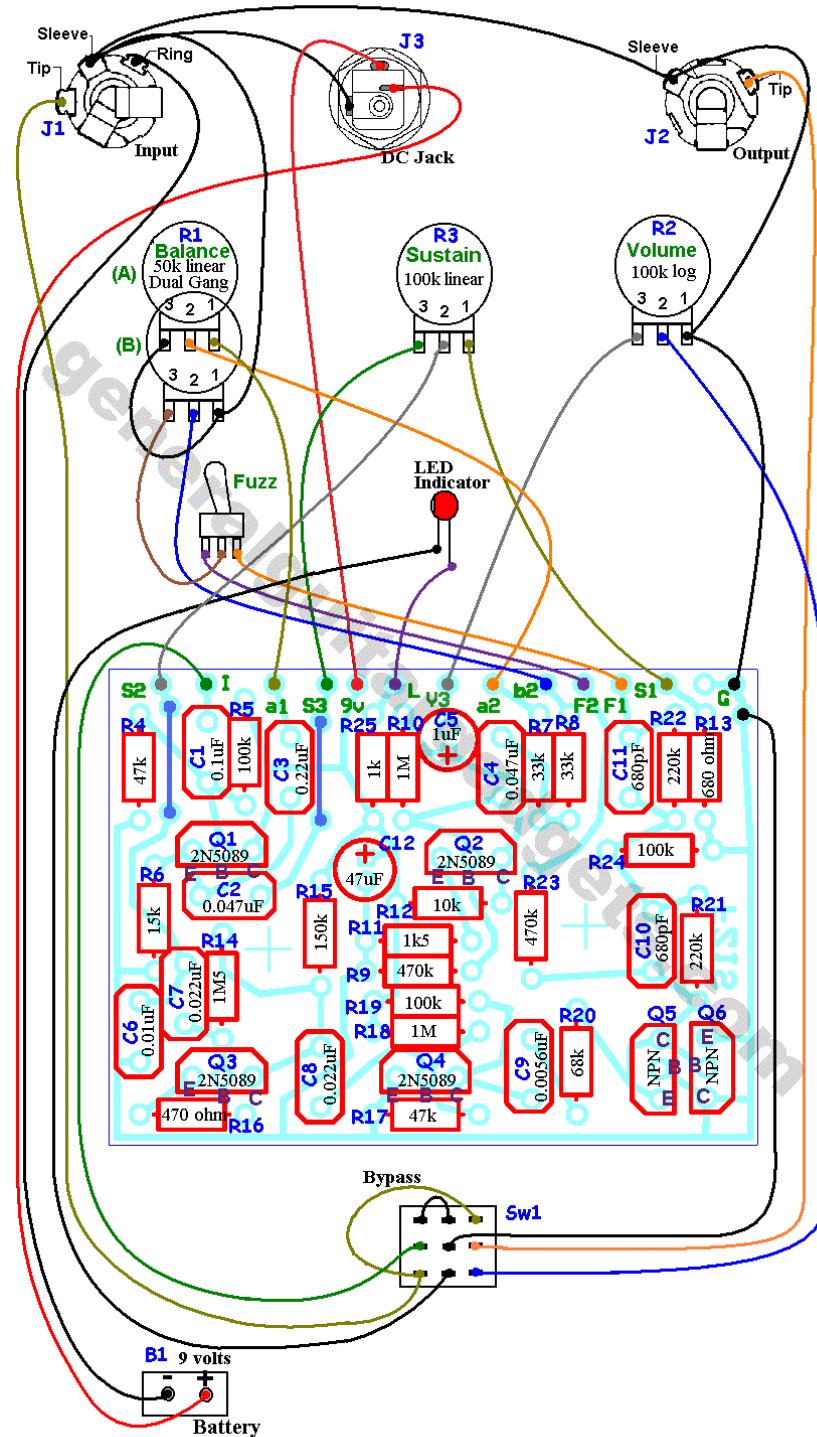 Sleeve
Ring
Tip
J1
Input
J3
DC Jack
Sleeve
Tip
J2
Output
R1
Balance
50k linear
Dual Gang
(A)
3 2 1
(B)
3 2 1
R3
Sustain
100k linear
3 2 1
R2
Volume
100k log
3 2 1
Fuzz
LED
Indicator
generalguitargadgets.com
S2 I a1 S3 9v L V3 a2 b2 F2 F1 S1 G
R4
47k
C1
0.1uF
R5
100k
C3
0.22uF
R25
1k
R10
1M
C5
1uF
+
C4
0.047uF
R7
33k
R8
33k
C11
680pF
R22
220k
R13
680 ohm
Q1
2N5089
E B C
C2
0.047uF
C12
+
47uF
Q2
2N5089
E B C
R24
100k
R6
15k
R15
150k
R12
10k
R23
470k
C10
680pF
R21
220k
R11
1k5
R14
1M5
C7
0.022uF
R9
470k
R19
100k
C6
0.01uF
R18
1M
C8
0.022uF
C9
0.0056uF
R20
68k
Q5
NPN
C
B
E
Q6
NPN
E
B
C
Q3
2N5089
E B C
Q4
2N5089
E B C
470 ohm
R16
R17
47k
Bypass
Sw1
B1
9 volts
- +
Battery